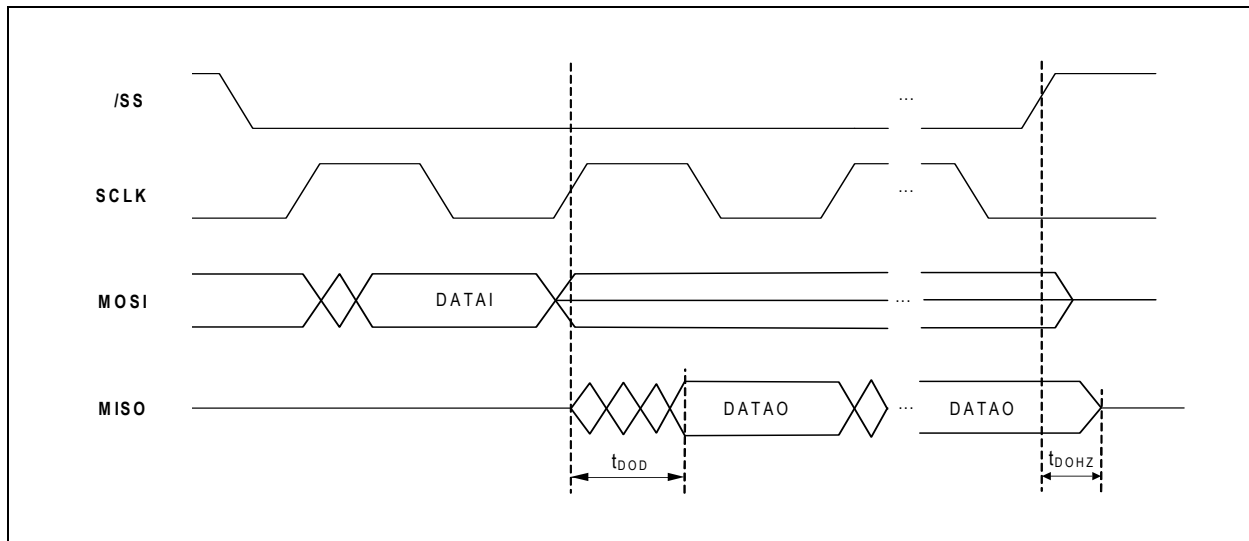 /SS
...
SCLK
...
MOSI
DATAI
...
MISO
DATAO
...
DATAO
tDOD
tDOHZ